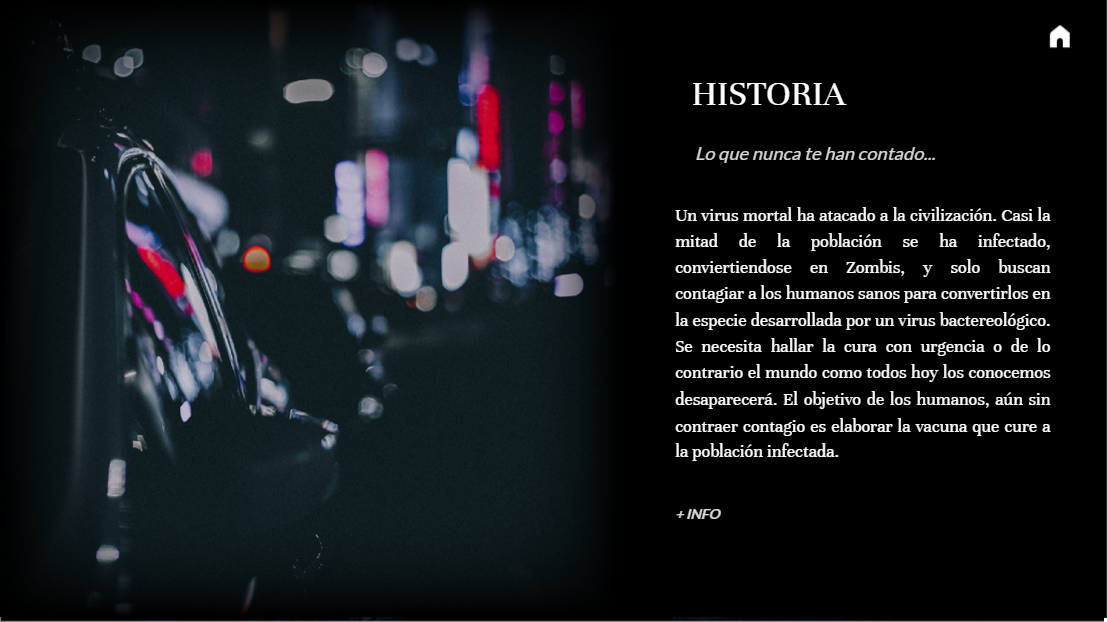 HISTORIA
Lo que nunca te han contado...
Un virus mortal ha atacado a la civilización. Casi la
mitad de la población se ha infectado,
conviertiendose en Zombis, y solo buscan
contagiar a los humanos sanos para convertirlos en
la especie desarrollada por un virus bactereológico.
Se necesita hallar la cura con urgencia o de lo
contrario el mundo como todos hoy los conocemos
desaparecerá. El objetivo de los humanos, aún sin
contraer contagio es elaborar la vacuna que cure a
la población infectada.
+ INFO